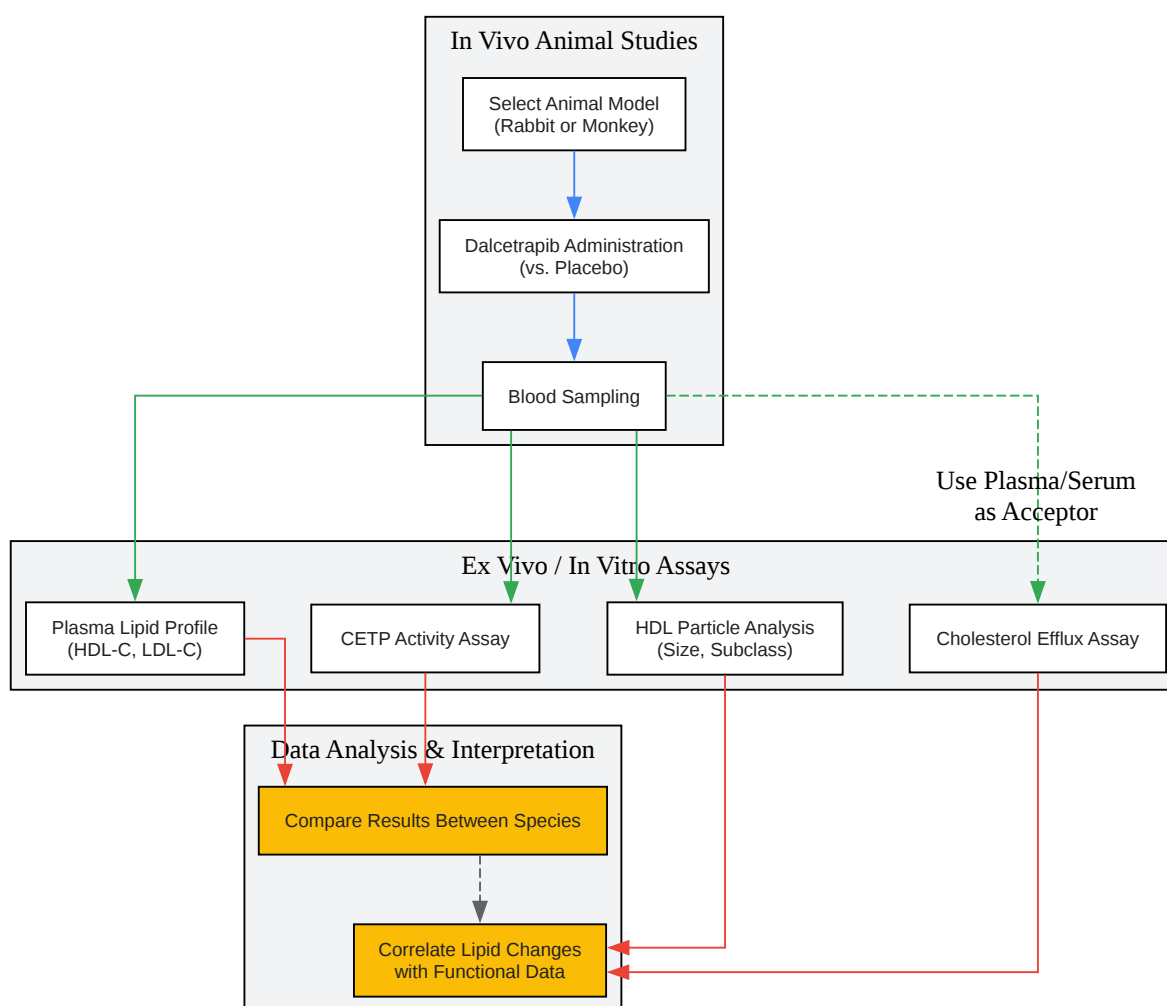 In Vivo Animal Studies
Select Animal Model
(Rabbit or Monkey)
Dalcetrapib Administration
(vs. Placebo)
Blood Sampling
Use Plasma/Serum
as Acceptor
Ex Vivo / In Vitro Assays
Plasma Lipid Profile
(HDL-C, LDL-C)
CETP Activity Assay
HDL Particle Analysis
(Size, Subclass)
Cholesterol Efflux Assay
Data Analysis & Interpretation
Compare Results Between Species
Correlate Lipid Changes
with Functional Data